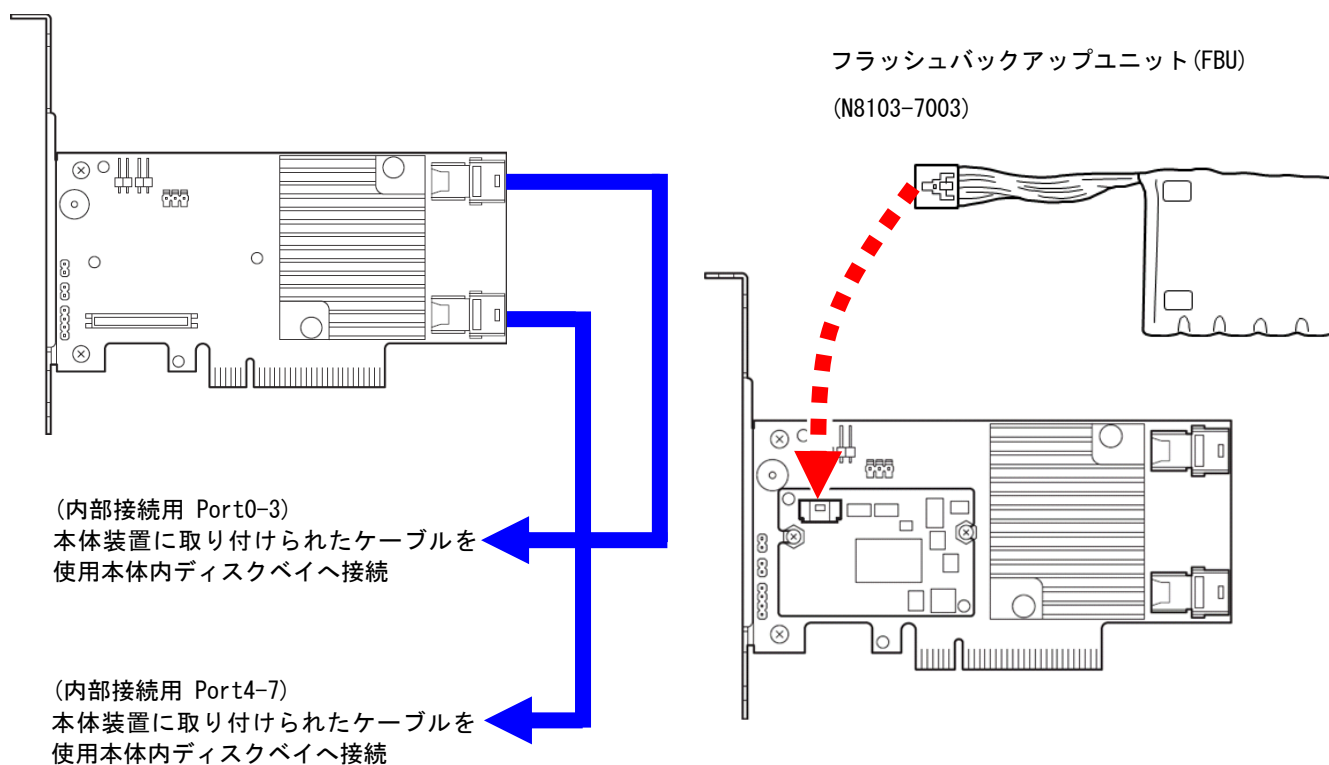 フラッシュバックアップユニット(FBU)
(N8103-7003)
(内部接続用 Port0-3)
本体装置に取り付けられたケーブルを
使用本体内ディスクベイへ接続
(内部接続用 Port4-7)
本体装置に取り付けられたケーブルを
使用本体内ディスクベイへ接続